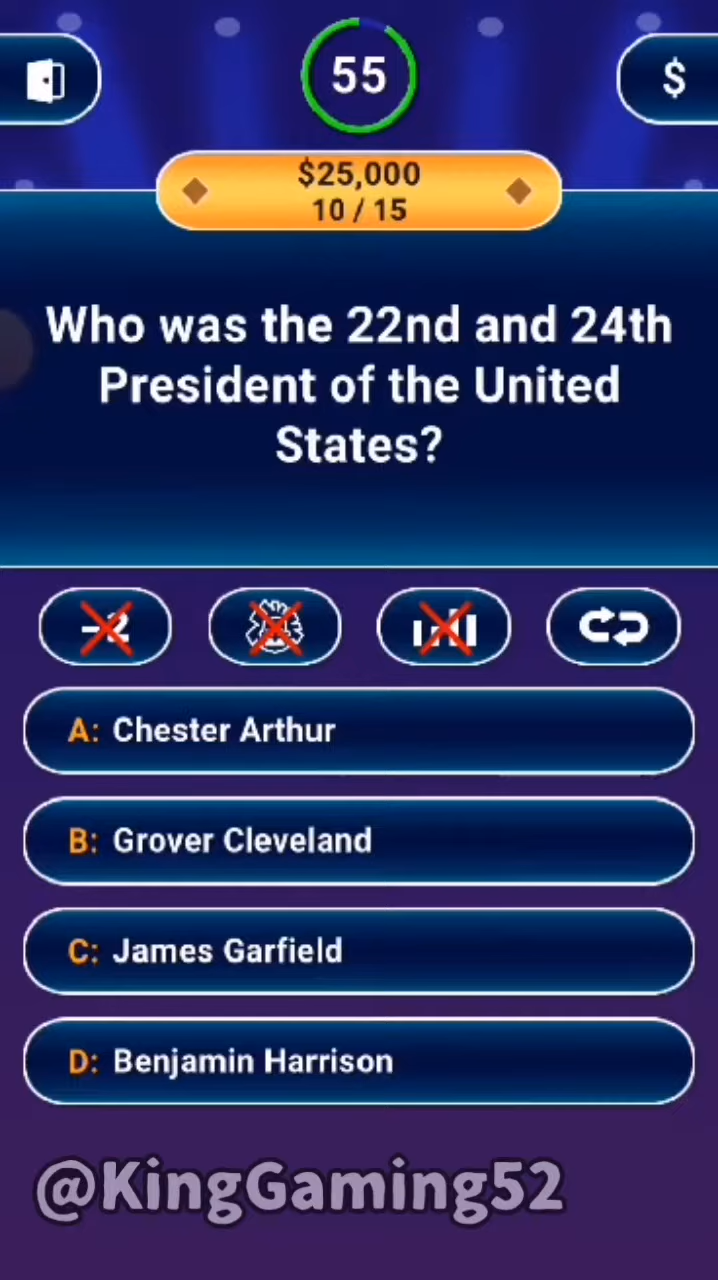 55
$
$25,000
10 / 15
Who was the 22nd and 24th
President of the United
States?
-2
A: Chester Arthur
B: Grover Cleveland
C: James Garfield
D: Benjamin Harrison
@KingGaming52